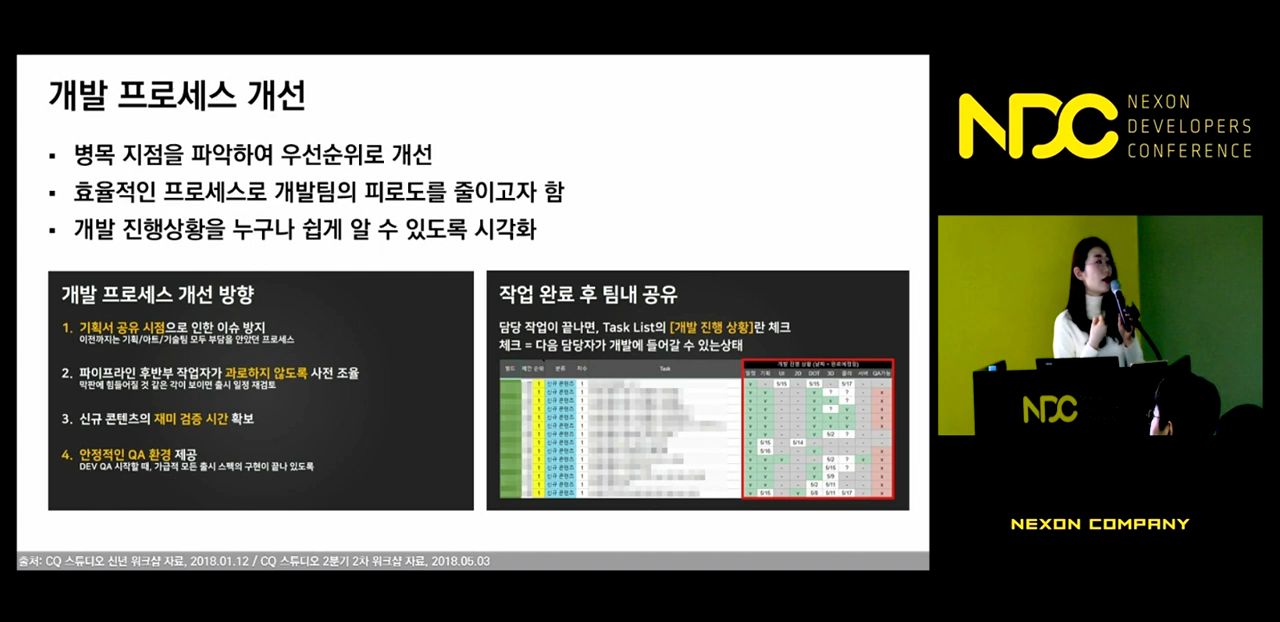 개발 프로세스 개선
▪ 병목 지점을 파악하여 우선순위로 개선
▪ 효율적인 프로세스로 개발팀의 피로도를 줄이고자 함
▪ 개발 진행상황을 누구나 쉽게 알 수 있도록 시각화
개발 프로세스 개선 방향
1. 기획서 공유 시점으로 인한 이슈 방지
이전까지는 기획/아트/기술팀 모두 부담을 안았던 프로세스
2. 파이프라인 후반부 작업자가 과로하지 않도록 사전 조율
막판에 힘들어질 것 같은 각이 보이면 출시 일정 재검토
3. 신규 콘텐츠의 재미 검증 시간 확보
4. 안정적인 QA 환경 제공
DEV QA 시작할 때, 가급적 모든 출시 스펙의 구현이 끝나 있도록
작업 완료 후 팀내 공유
담당 작업이 끝나면, Task List의 [개발 진행 상황]란 체크
체크 = 다음 담당자가 개발에 들어갈 수 있는상태
개발 진행 상황
Task
출처: CQ 스튜디오 신년 워크샵 자료, 2018.01.12 / CQ 스튜디오 2분기 2차 워크샵 자료, 2018.05.03
NDC
NEXON
DEVELOPERS
CONFERENCE
NDC
NEXON COMPANY